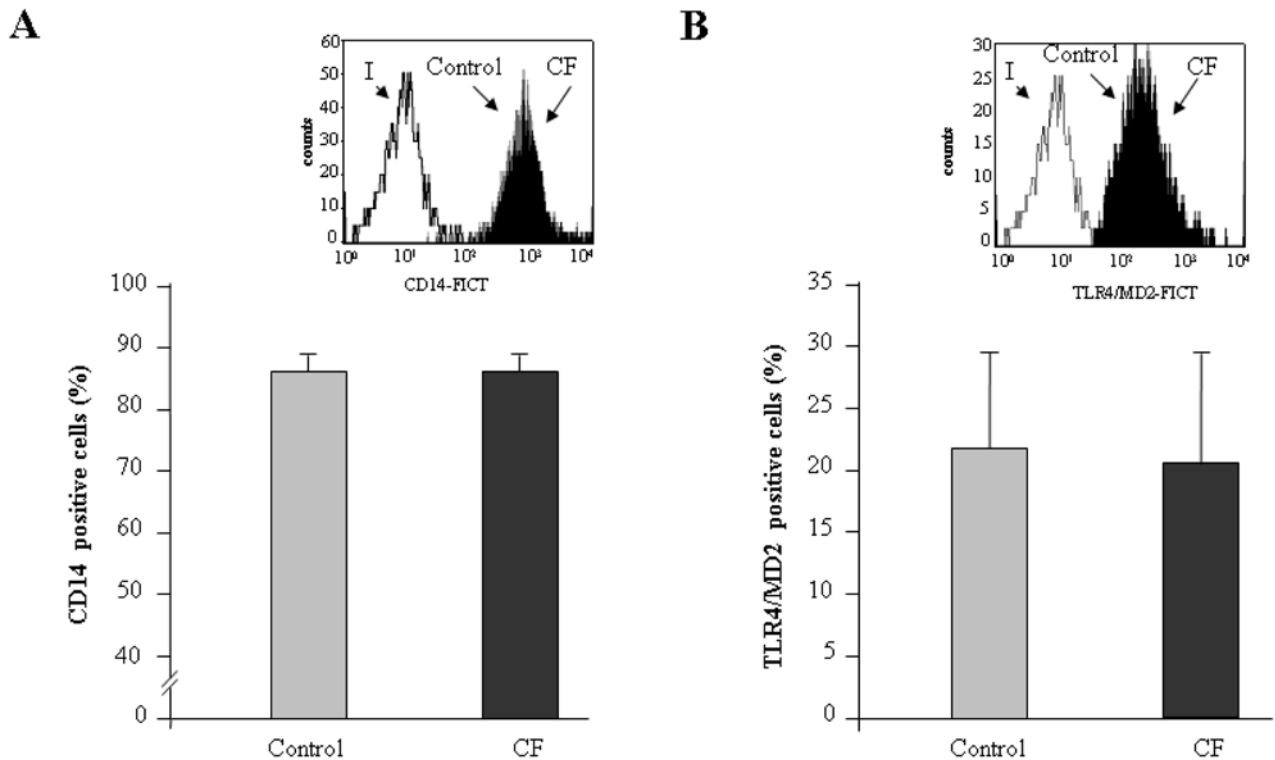 A
60
50
40
30
20
10
0
counts
I
Control
CF
10⁰ 10¹ 10² 10³ 10⁴
CD14-FICT
100
90
80
70
60
50
40
0
CD14 positive cells (%)
Control CF
B
30
25
20
15
10
5
0
counts
I
Control
CF
10⁰ 10¹ 10² 10³ 10⁴
TLR4/MD2-FICT
35
30
25
20
15
10
5
0
TLR4/MD2 positive cells (%)
Control CF